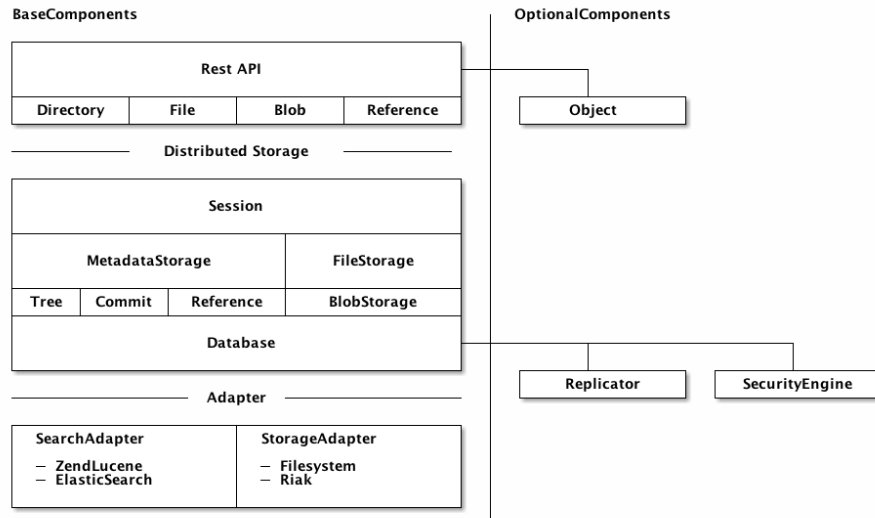 BaseComponents
OptionalComponents
Rest API
Directory
File
Blob
Reference
Object
Distributed Storage
Session
MetadataStorage
FileStorage
Tree
Commit
Reference
BlobStorage
Database
Replicator
SecurityEngine
Adapter
SearchAdapter
– ZendLucene
– ElasticSearch
StorageAdapter
– Filesystem
– Riak